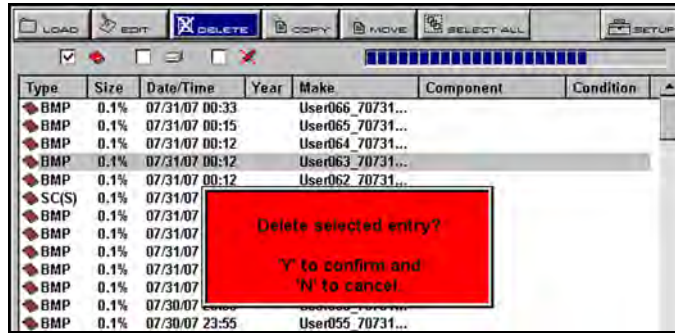 LOAD EDIT DELETE COPY MOVE SELECT ALL SETUP
Type Size Date/Time Year Make Component Condition
BMP 0.1% 07/31/07 00:33 User066_70731...
BMP 0.1% 07/31/07 00:15 User065_70731...
BMP 0.1% 07/31/07 00:12 User064_70731...
BMP 0.1% 07/31/07 00:12 User063_70731...
BMP 0.1% 07/31/07 00:12 User062_70731...
SC(S) 0.1% 07/31/07
BMP 0.1% 07/31/07
BMP 0.1% 07/31/07
BMP 0.1% 07/31/07
BMP 0.1% 07/31/07
BMP 0.1% 07/30/07
BMP 0.1% 07/30/07 23:55 User055_70731...
Delete selected entry?
'Y' to confirm and
'N' to cancel.